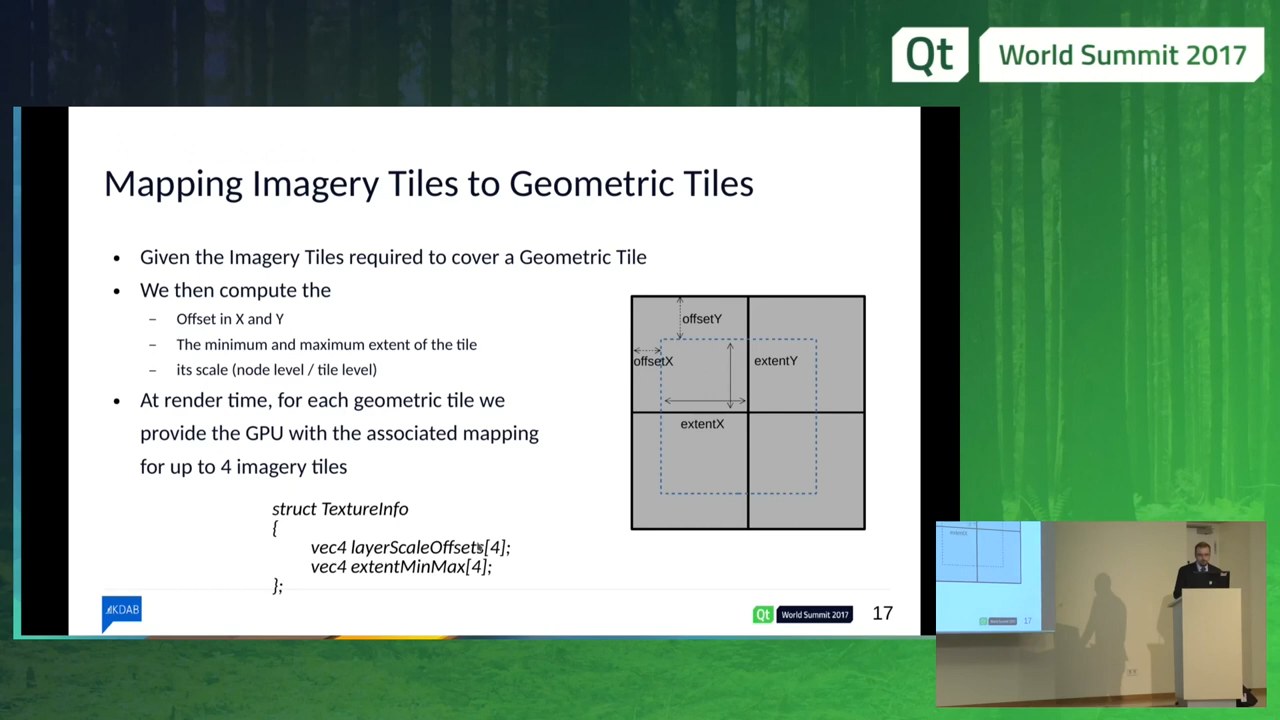 Qt World Summit 2017
Mapping Imagery Tiles to Geometric Tiles
• Given the Imagery Tiles required to cover a Geometric Tile
• We then compute the
– Offset in X and Y
– The minimum and maximum extent of the tile
– its scale (node level / tile level)
• At render time, for each geometric tile we
provide the GPU with the associated mapping
for up to 4 imagery tiles
struct TextureInfo
{
vec4 layerScaleOffsets[4];
vec4 extentMinMax[4];
};
offsetY
offsetX
extentY
extentX
KDAB
Qt World Summit 2017
17
extentX
17